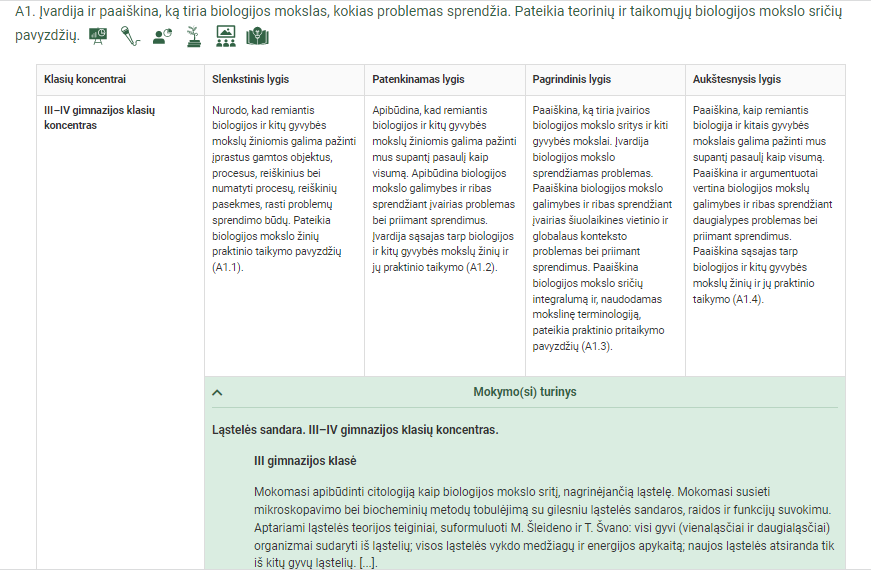 A1. Įvardija ir paaiškina, ką tiria biologijos mokslas, kokias problemas sprendžia. Pateikia teorinių ir taikomųjų biologijos mokslo sričių
pavyzdžių.
Klasių koncentrai
Slenkstinis lygis
Patenkinamas lygis
Pagrindinis lygis
Aukštesnysis lygis
III–IV gimnazijos klasių
koncentras
Nurodo, kad remiantis
biologijos ir kitų gyvybės
mokslų žiniomis galima pažinti
įprastus gamtos objektus,
procesus, reiškinius bei
numatyti procesų, reiškinių
pasekmes, rasti problemų
sprendimo būdų. Pateikia
biologijos mokslo žinių
praktinio taikymo pavyzdžių
(A1.1).
Apibūdina, kad remiantis
biologijos ir kitų gyvybės
mokslų žiniomis galima pažinti
mus supantį pasaulį kaip
visumą. Apibūdina biologijos
mokslo galimybes ir ribas
sprendžiant įvairias problemas
bei priimant sprendimus.
Įvardija sąsajas tarp biologijos
ir kitų gyvybės mokslų žinių ir
jų praktinio taikymo (A1.2).
Paaiškina, ką tiria įvairios
biologijos mokslo sritys ir kiti
gyvybės mokslai. Įvardija
biologijos mokslo
sprendžiamas problemas.
Paaiškina biologijos mokslo
galimybes ir ribas sprendžiant
įvairias šiuolaikines vietinio ir
globalaus konteksto
problemas bei priimant
sprendimus. Paaiškina
biologijos mokslo sričių
integralumą ir, naudodamas
mokslinę terminologiją,
pateikia praktinio pritaikymo
pavyzdžių (A1.3).
Paaiškina, kaip remiantis
biologija ir kitais gyvybės
mokslais galima pažinti mus
supantį pasaulį kaip visumą.
Paaiškina ir argumentuotai
vertina biologijos mokslų
galimybes ir ribas sprendžiant
daugialypes problemas bei
priimant sprendimus.
Paaiškina sąsajas tarp
biologijos ir kitų gyvybės
mokslų žinių ir jų praktinio
taikymo (A1.4).
Mokymo(si) turinys
Ląstelės sandara. III–IV gimnazijos klasių koncentras.
III gimnazijos klasė
Mokomasi apibūdinti citologiją kaip biologijos mokslo sritį, nagrinėjančią ląstelę. Mokomasi susieti
mikroskopavimo bei biocheminių metodų tobulėjimą su gilesniu ląstelės sandaros, raidos ir funkcijų suvokimu.
Aptariami ląstelės teorijos teiginiai, suformuluoti M. Šleideno ir T. Švano: visi gyvi (vienaląsčiai ir daugialąsčiai)
organizmai sudaryti iš ląstelių; visos ląstelės vykdo medžiagų ir energijos apykaitą; naujos ląstelės atsiranda tik
iš kitų gyvų ląstelių. [...].